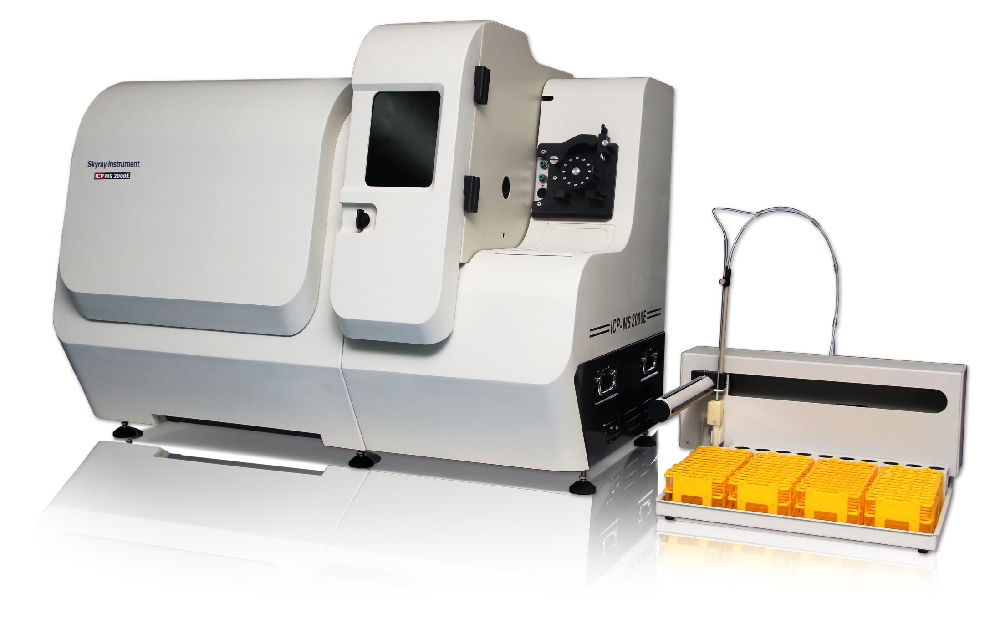 Skyray Instrument
ICP MS 2000E
ICP-MS 2000E